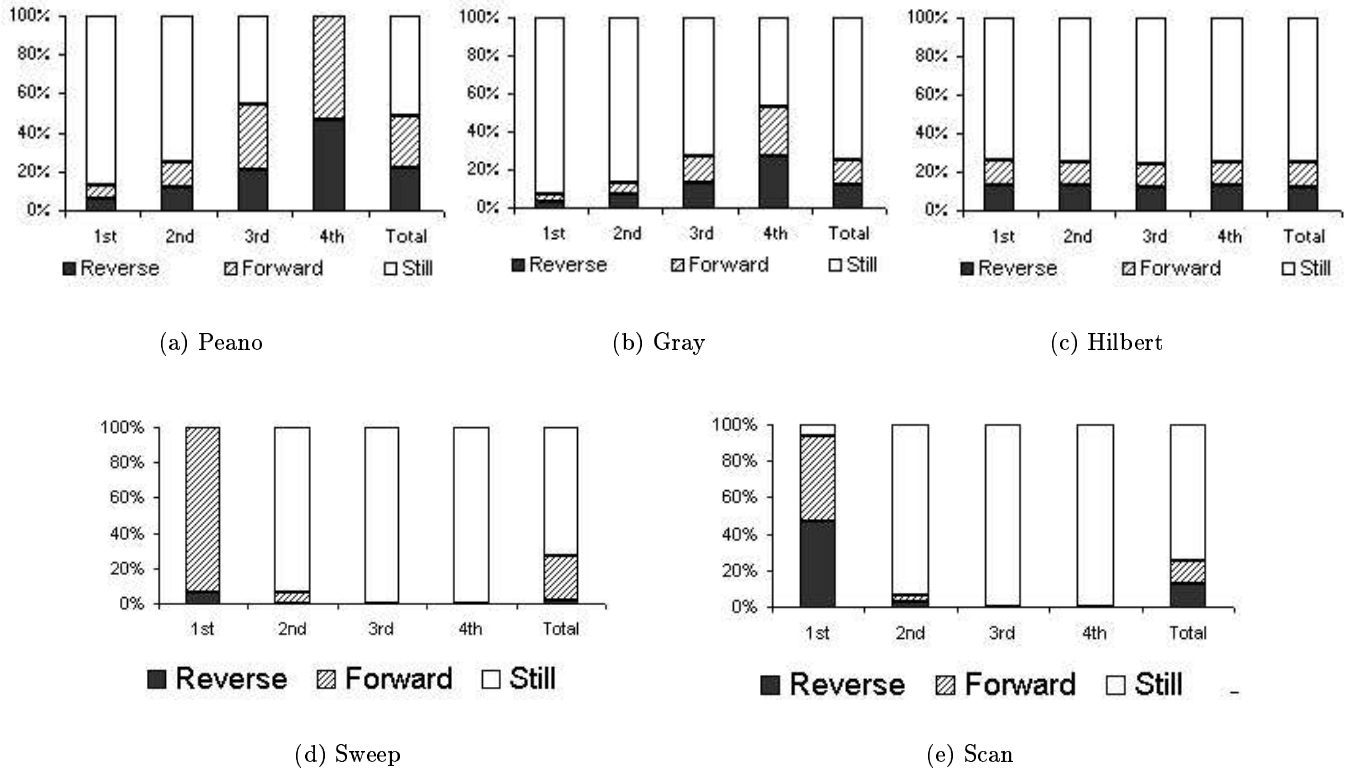 100%
80%
60%
40%
20%
0%
1st 2nd 3rd 4th Total
Reverse Forward Still
(a) Peano
100%
80%
60%
40%
20%
0%
1st 2nd 3rd 4th Total
Reverse Forward Still
(b) Gray
100%
80%
60%
40%
20%
0%
1st 2nd 3rd 4th Total
Reverse Forward Still
(c) Hilbert
100%
80%
60%
40%
20%
0%
1st 2nd 3rd 4th Total
Reverse Forward Still
(d) Sweep
100%
80%
60%
40%
20%
0%
1st 2nd 3rd 4th Total
Reverse Forward Still
(e) Scan